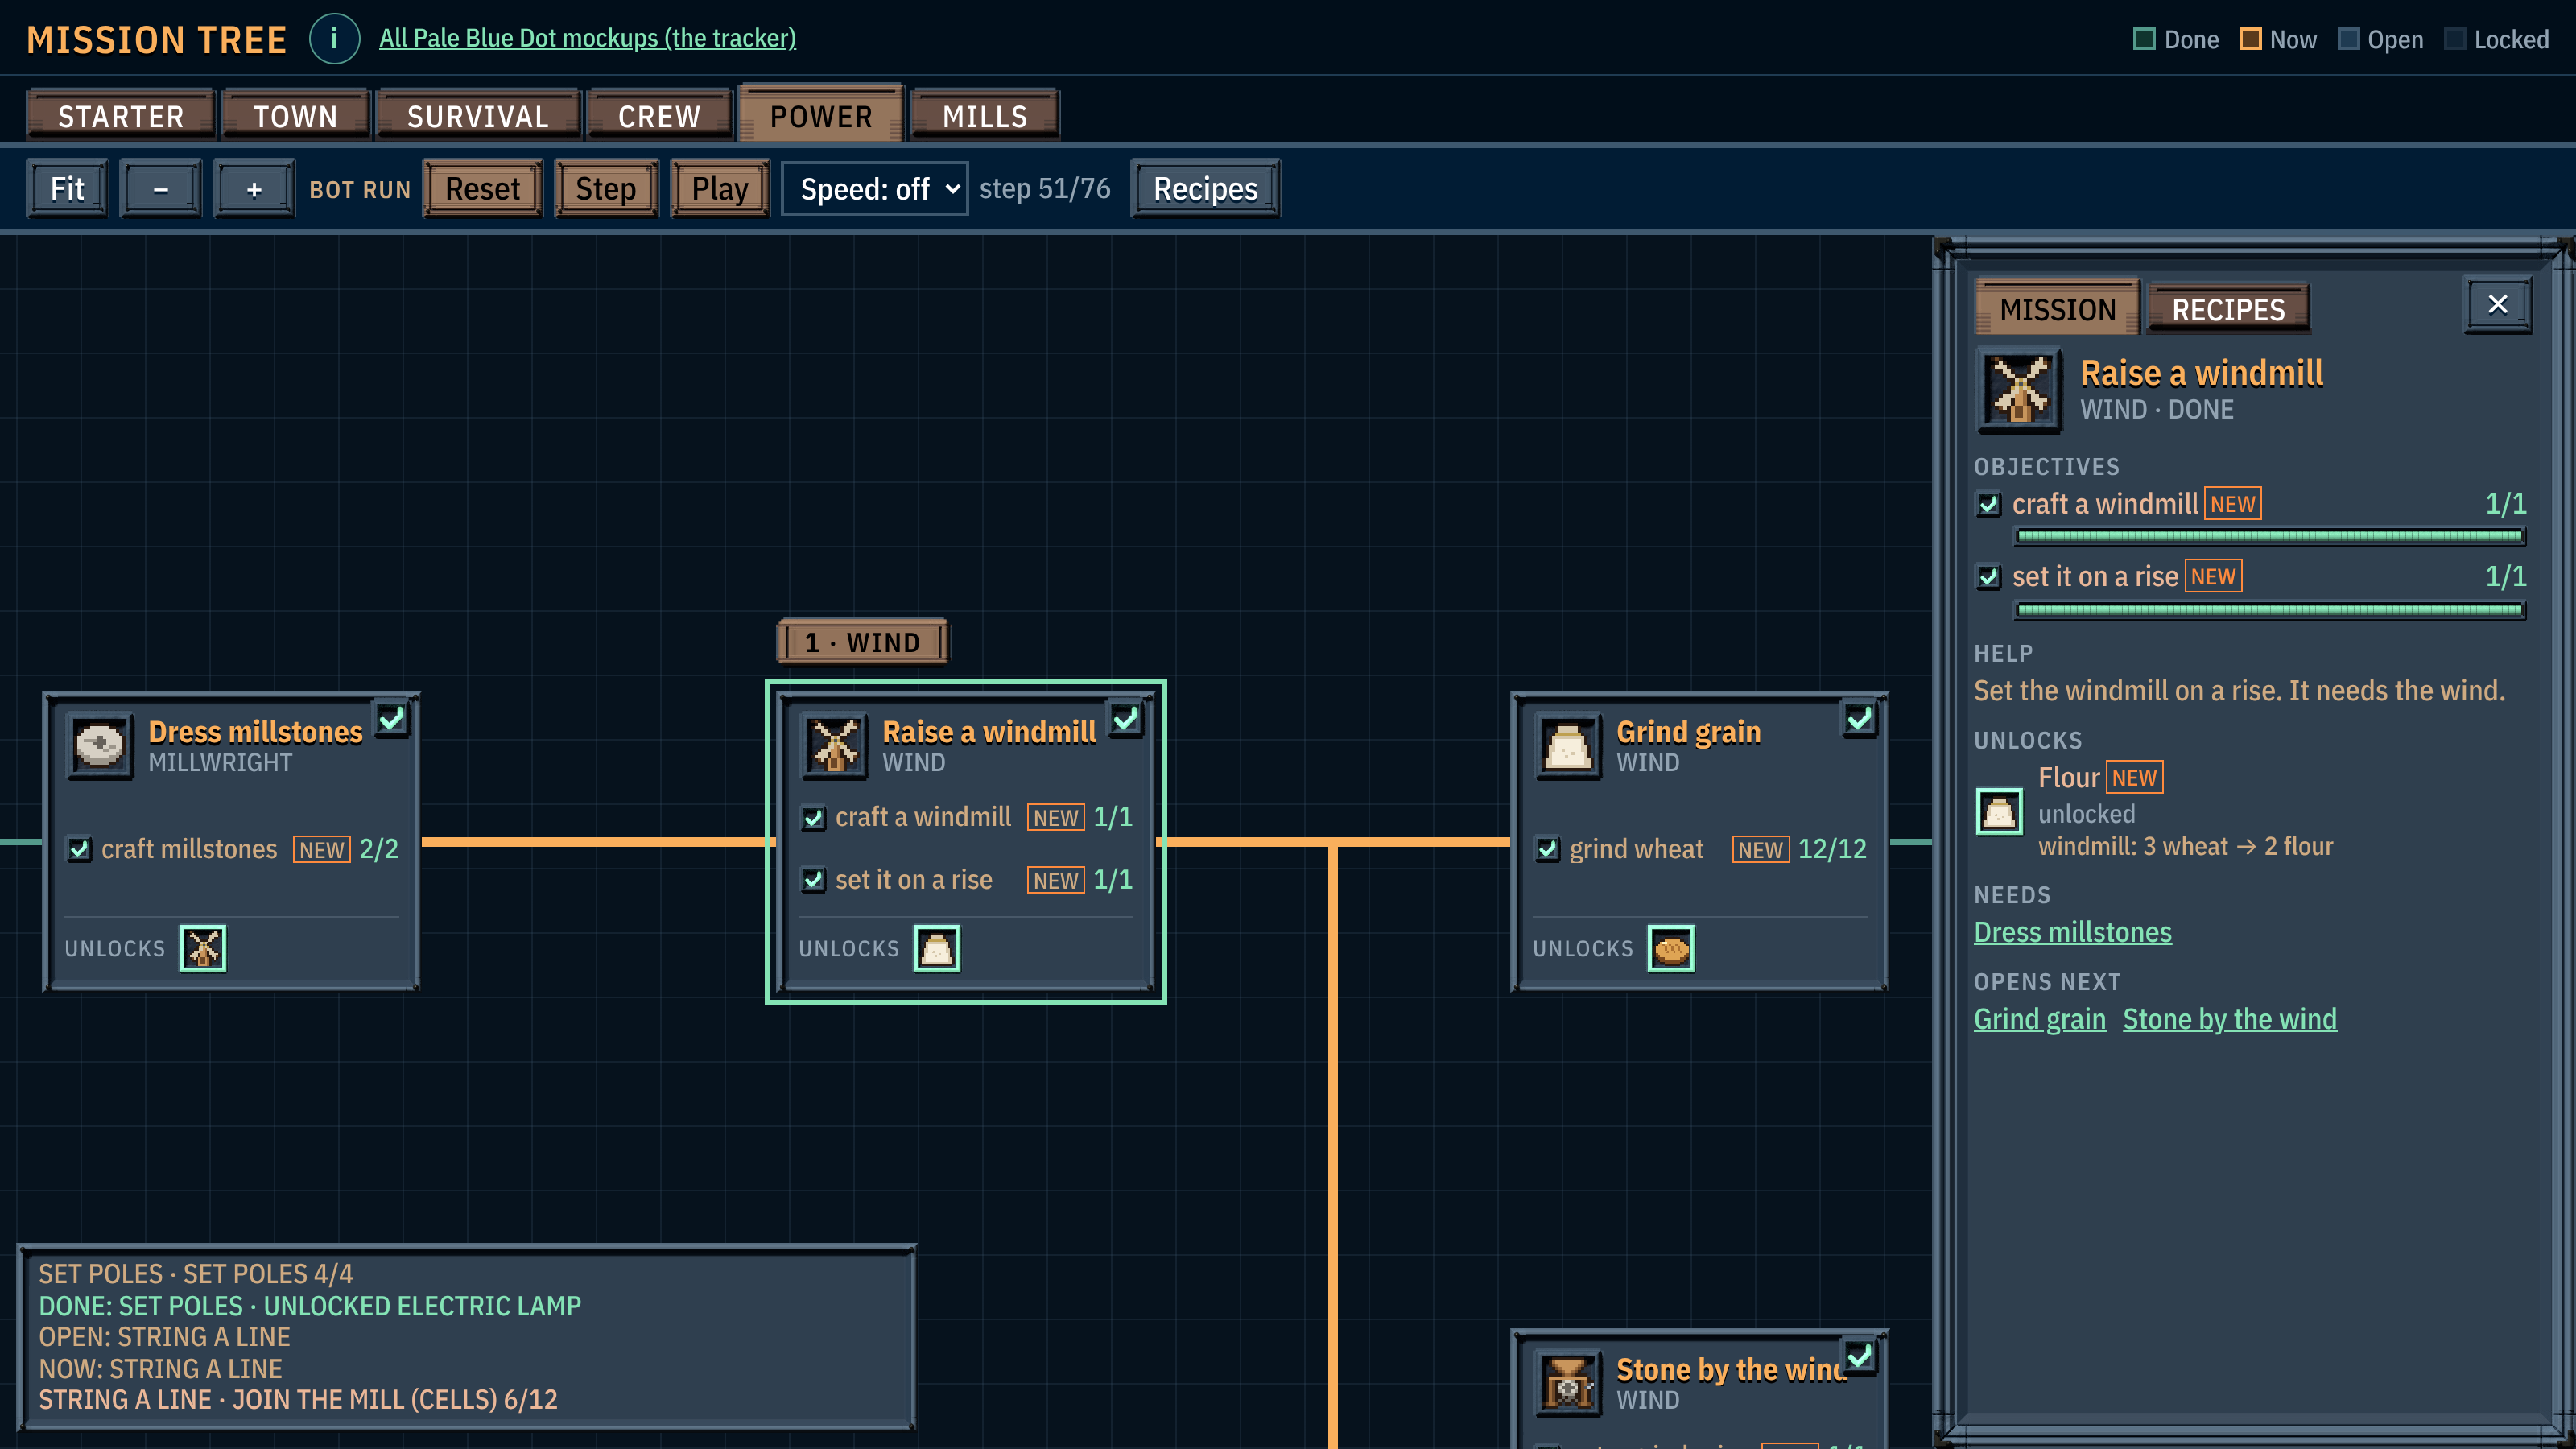 MISSION TREE i All Pale Blue Dot mockups (the tracker) Done Now Open Locked
STARTER TOWN SURVIVAL CREW POWER MILLS
Fit − + BOT RUN Reset Step Play Speed: off step 51/76 Recipes
1 · WIND
Dress millstones
MILLWRIGHT
craft millstones NEW 2/2
UNLOCKS
Raise a windmill
WIND
craft a windmill NEW 1/1
set it on a rise NEW 1/1
UNLOCKS
Grind grain
WIND
grind wheat NEW 12/12
UNLOCKS
Stone by the wind
WIND
SET POLES · SET POLES 4/4
DONE: SET POLES · UNLOCKED ELECTRIC LAMP
OPEN: STRING A LINE
NOW: STRING A LINE
STRING A LINE · JOIN THE MILL (CELLS) 6/12
MISSION RECIPES ×
Raise a windmill
WIND · DONE
OBJECTIVES
craft a windmill NEW 1/1
set it on a rise NEW 1/1
HELP
Set the windmill on a rise. It needs the wind.
UNLOCKS
Flour NEW
unlocked
windmill: 3 wheat → 2 flour
NEEDS
Dress millstones
OPENS NEXT
Grind grain Stone by the wind